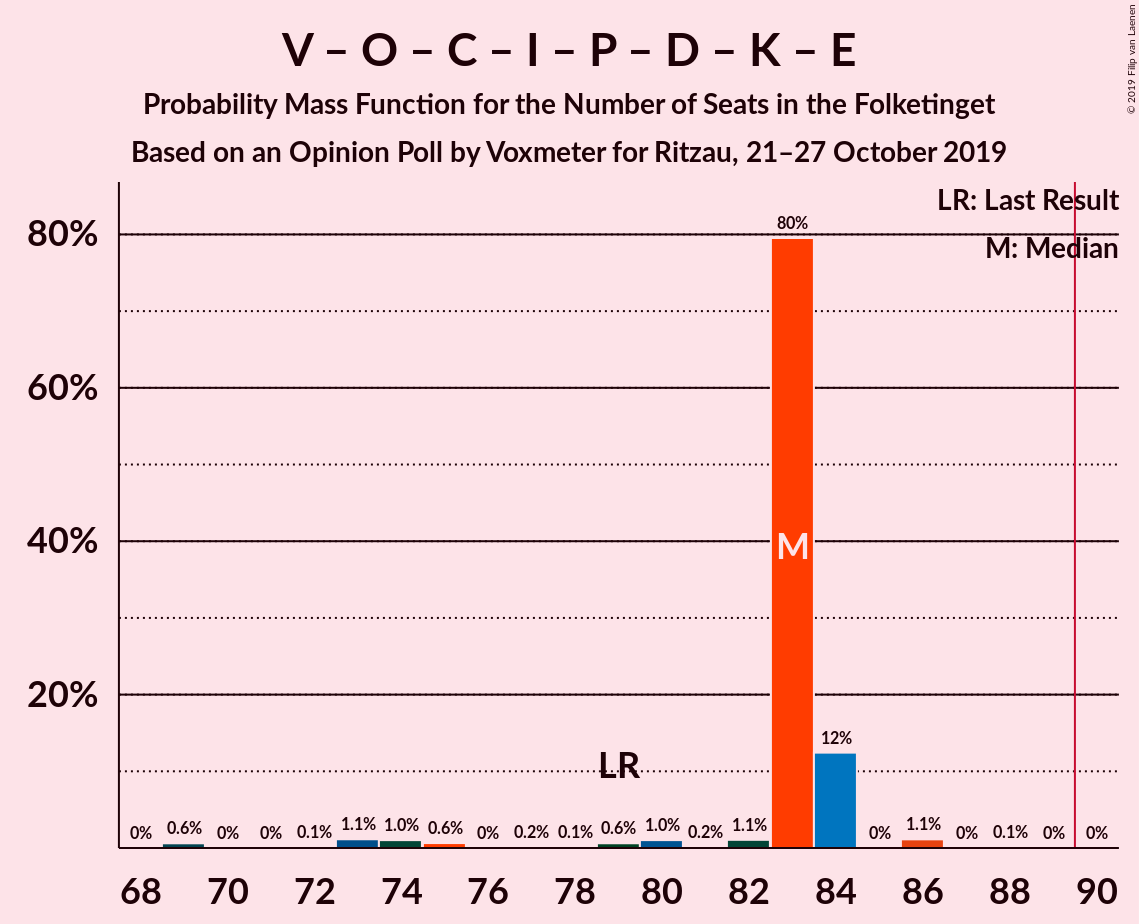 V – O – C – I – P – D – K – E
Probability Mass Function for the Number of Seats in the Folketinget
Based on an Opinion Poll by Voxmeter for Ritzau, 21–27 October 2019
© 2019 Filip van Laenen
LR: Last Result
M: Median
80%
60%
40%
20%
80%
M
12%
LR
0% 0.6% 0% 0% 0.1% 1.1% 1.0% 0.6% 0% 0.2% 0.1% 0.6% 1.0% 0.2% 1.1% 0% 1.1% 0% 0.1% 0% 0%
68 70 72 74 76 78 80 82 84 86 88 90